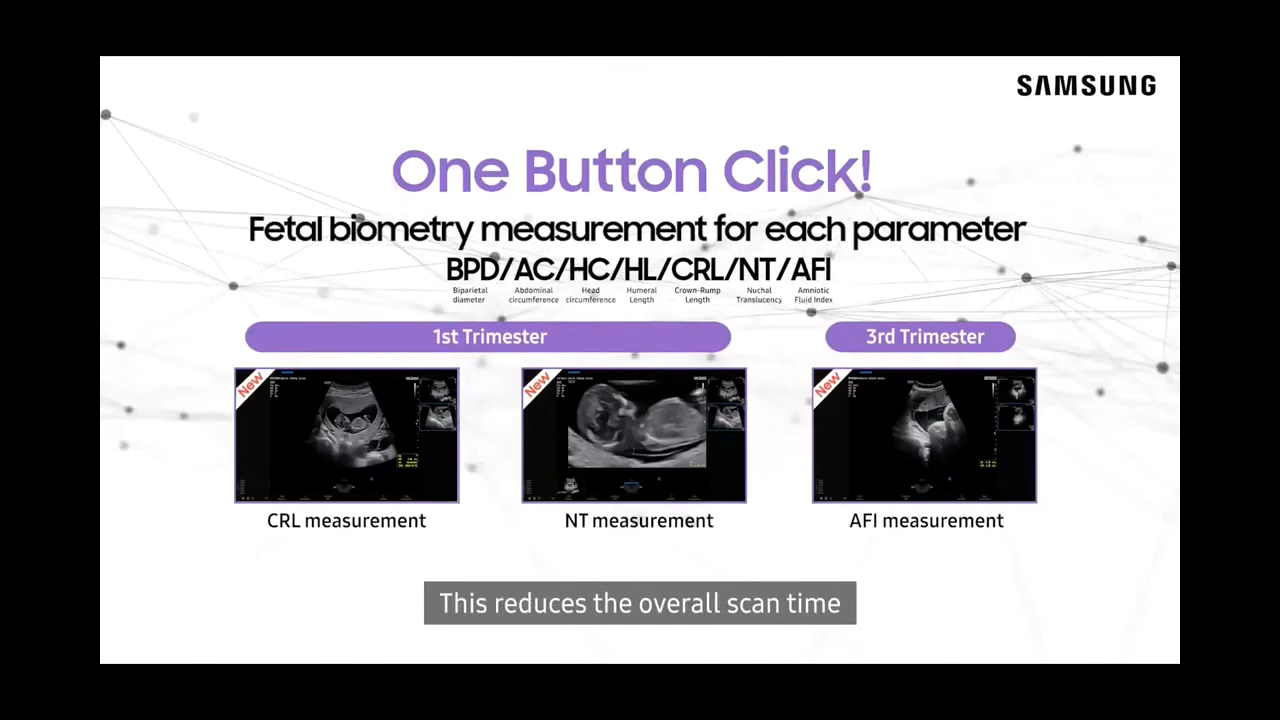 SAMSUNG
One Button Click!
Fetal biometry measurement for each parameter
BPD/AC/HC/HL/CRL/NT/AFI
Biparietal diameter
Abdominal circumference
Head circumference
Humeral Length
Crown-Rump Length
Nuchal Translucency
Amniotic Fluid Index
1st Trimester
3rd Trimester
New
New
New
CRL measurement
NT measurement
AFI measurement
This reduces the overall scan time